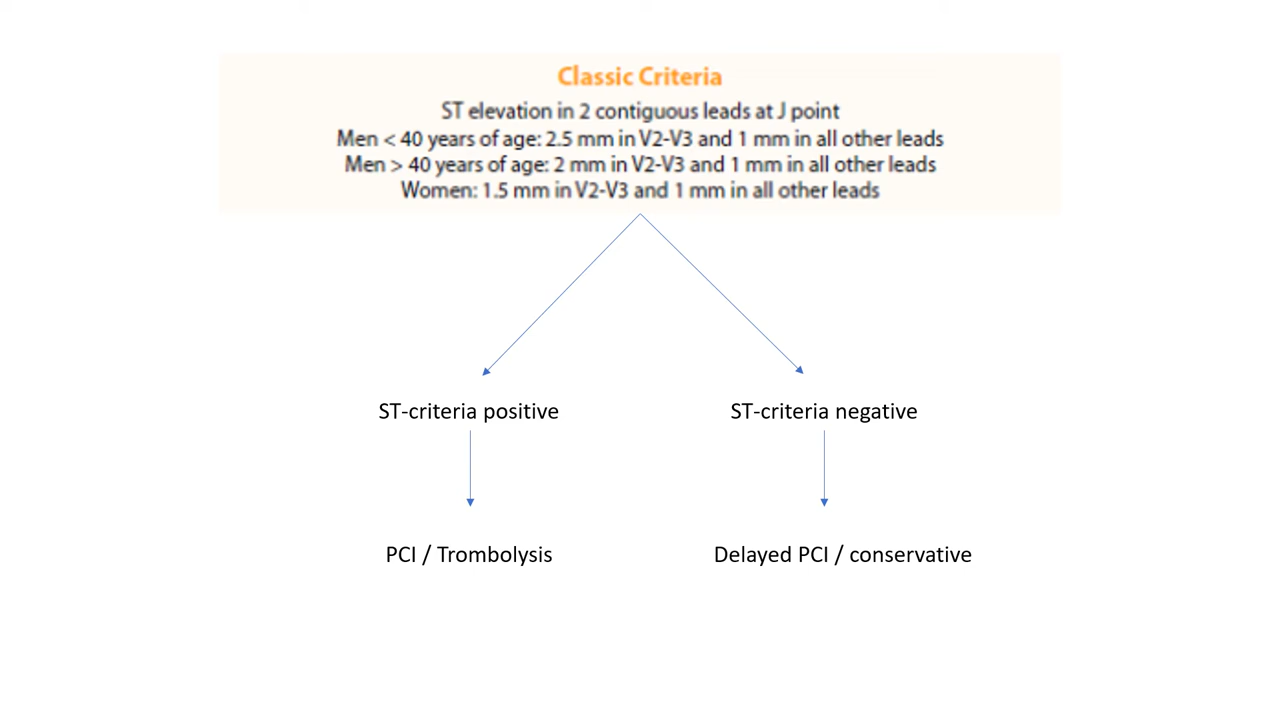 Classic Criteria
ST elevation in 2 contiguous leads at J point
Men < 40 years of age: 2.5 mm in V2-V3 and 1 mm in all other leads
Men > 40 years of age: 2 mm in V2-V3 and 1 mm in all other leads
Women: 1.5 mm in V2-V3 and 1 mm in all other leads
ST-criteria positive
ST-criteria negative
PCI / Trombolysis
Delayed PCI / conservative